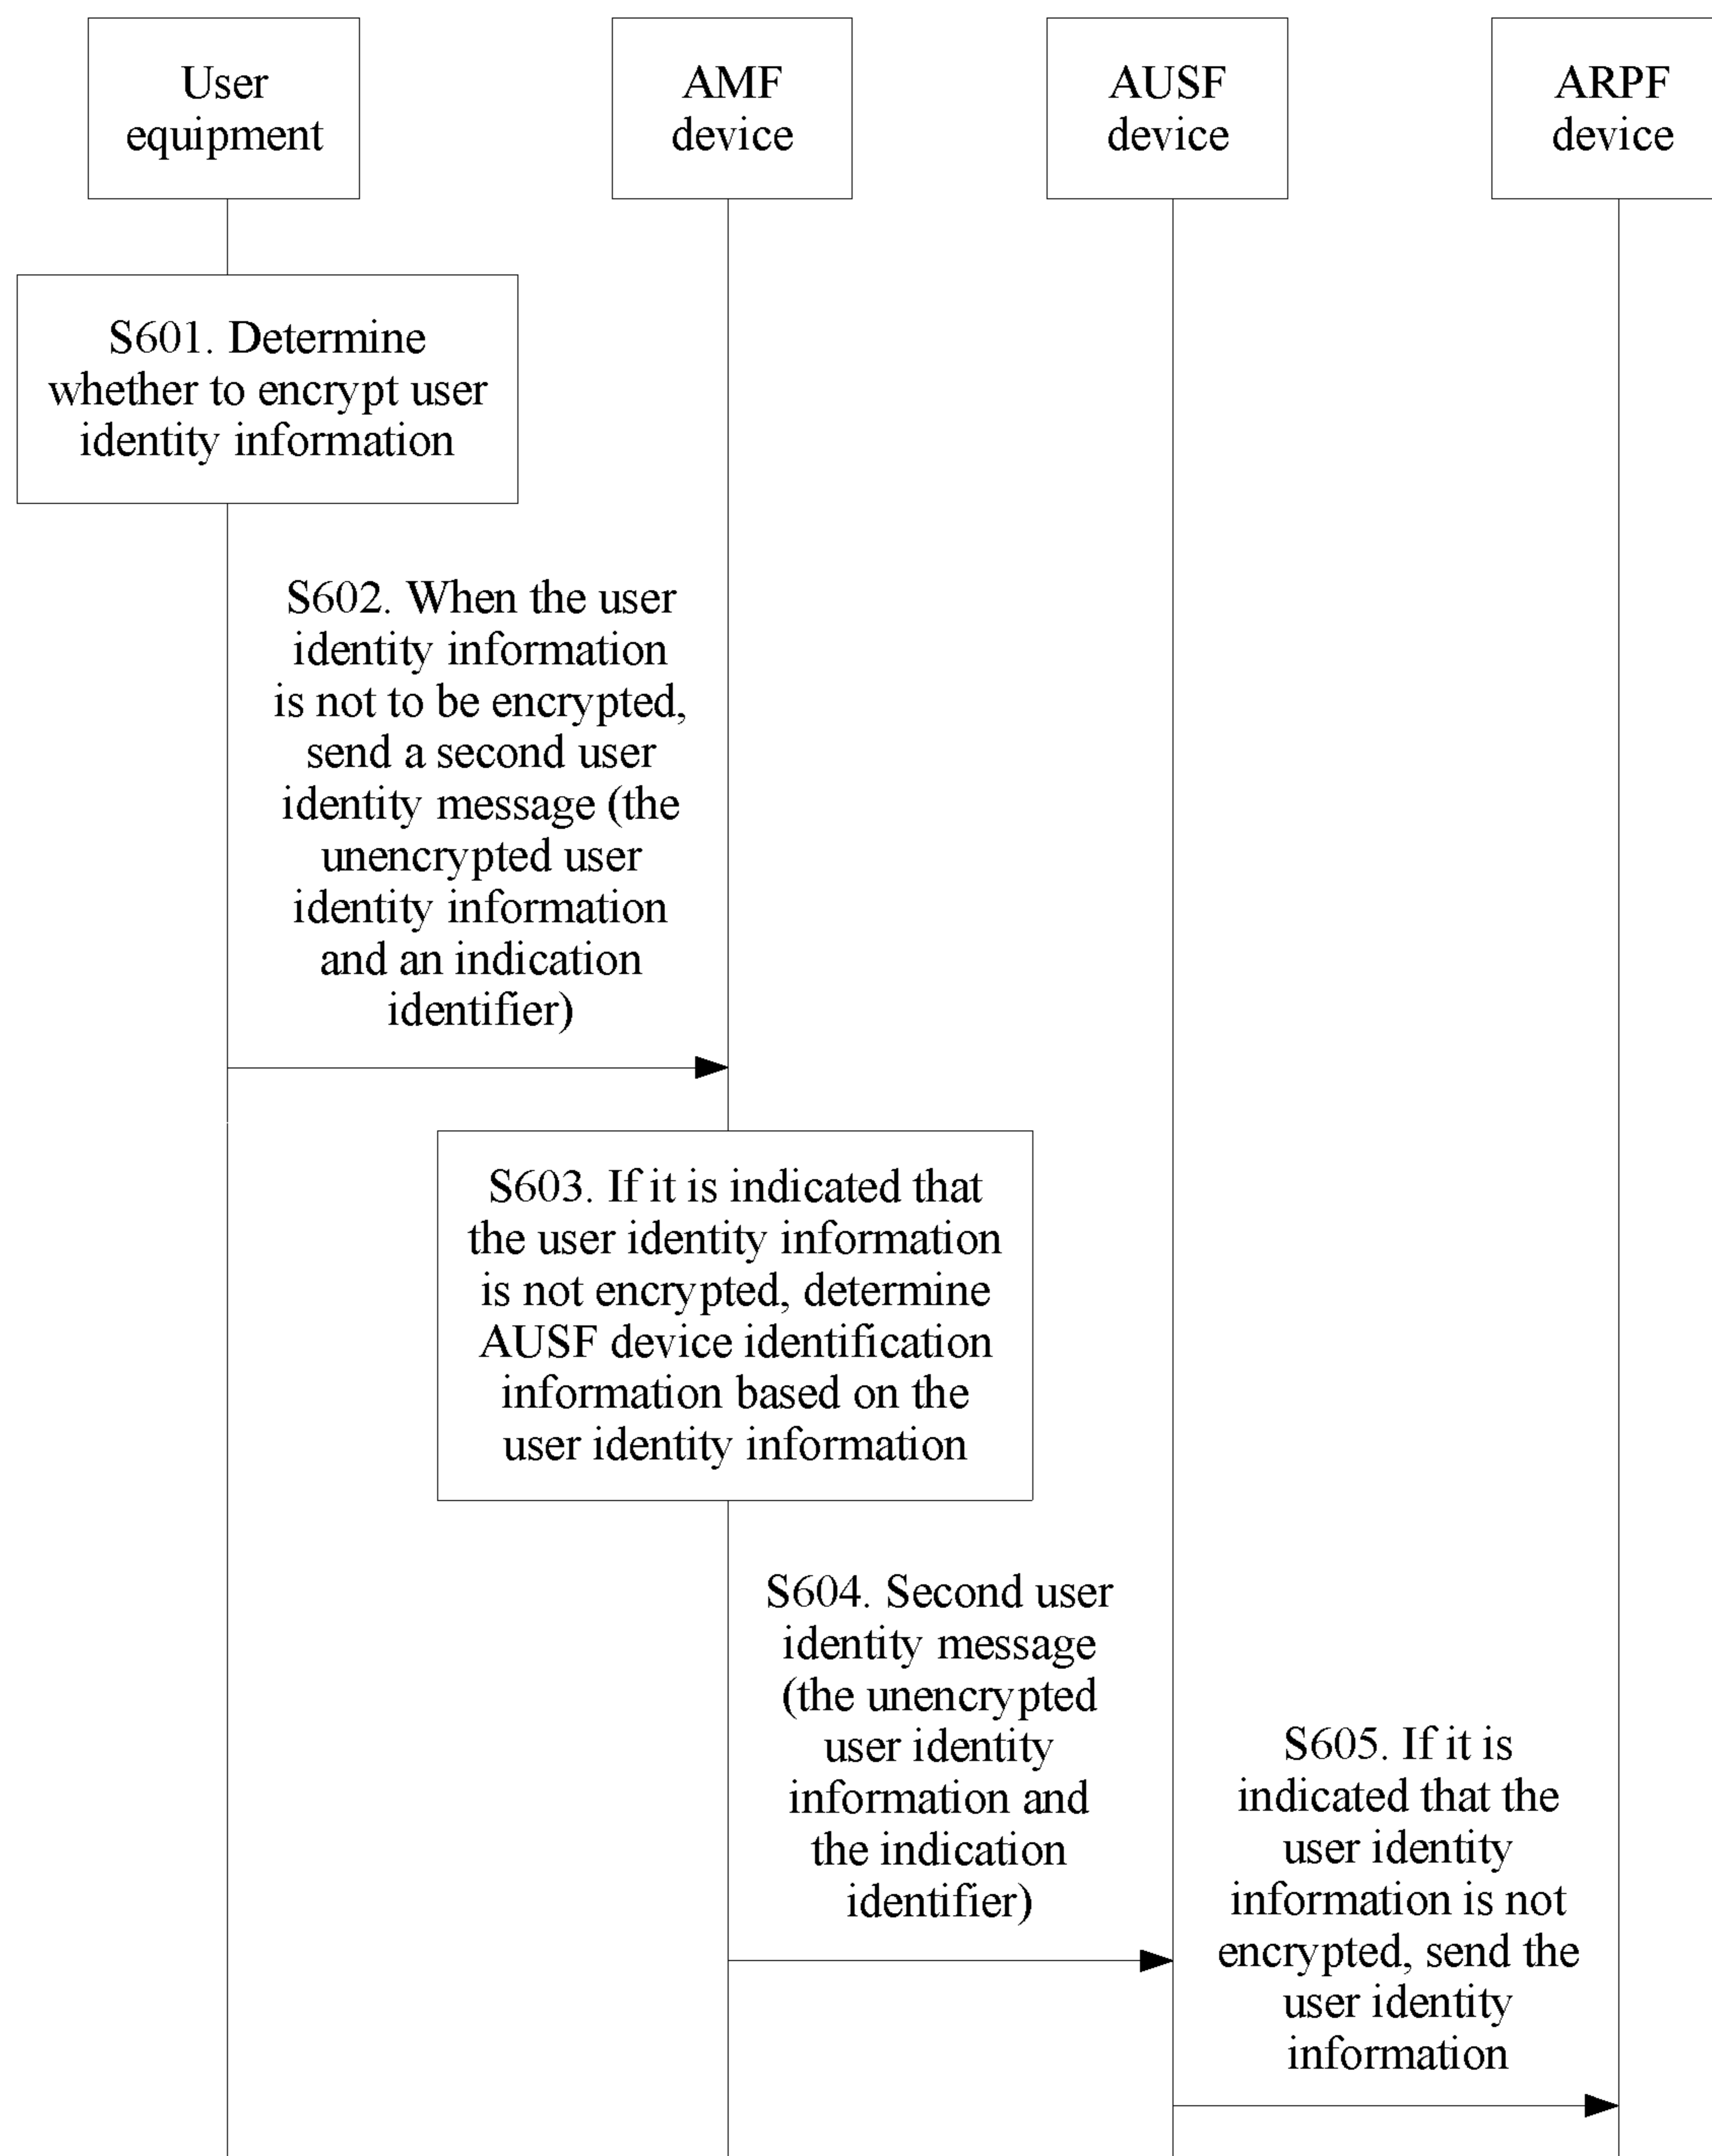 User
equipment
AMF
device
AUSF
device
ARPF
device
S601. Determine
whether to encrypt user
identity information
S602. When the user
identity information
is not to be encrypted,
send a second user
identity message (the
unencrypted user
identity information
and an indication
identifier)
S603. If it is indicated that
the user identity information
is not encrypted, determine
AUSF device identification
information based on the
user identity information
S604. Second user
identity message
(the unencrypted
user identity
information and
the indication
identifier)
S605. If it is
indicated that the
user identity
information is not
encrypted, send the
user identity
information